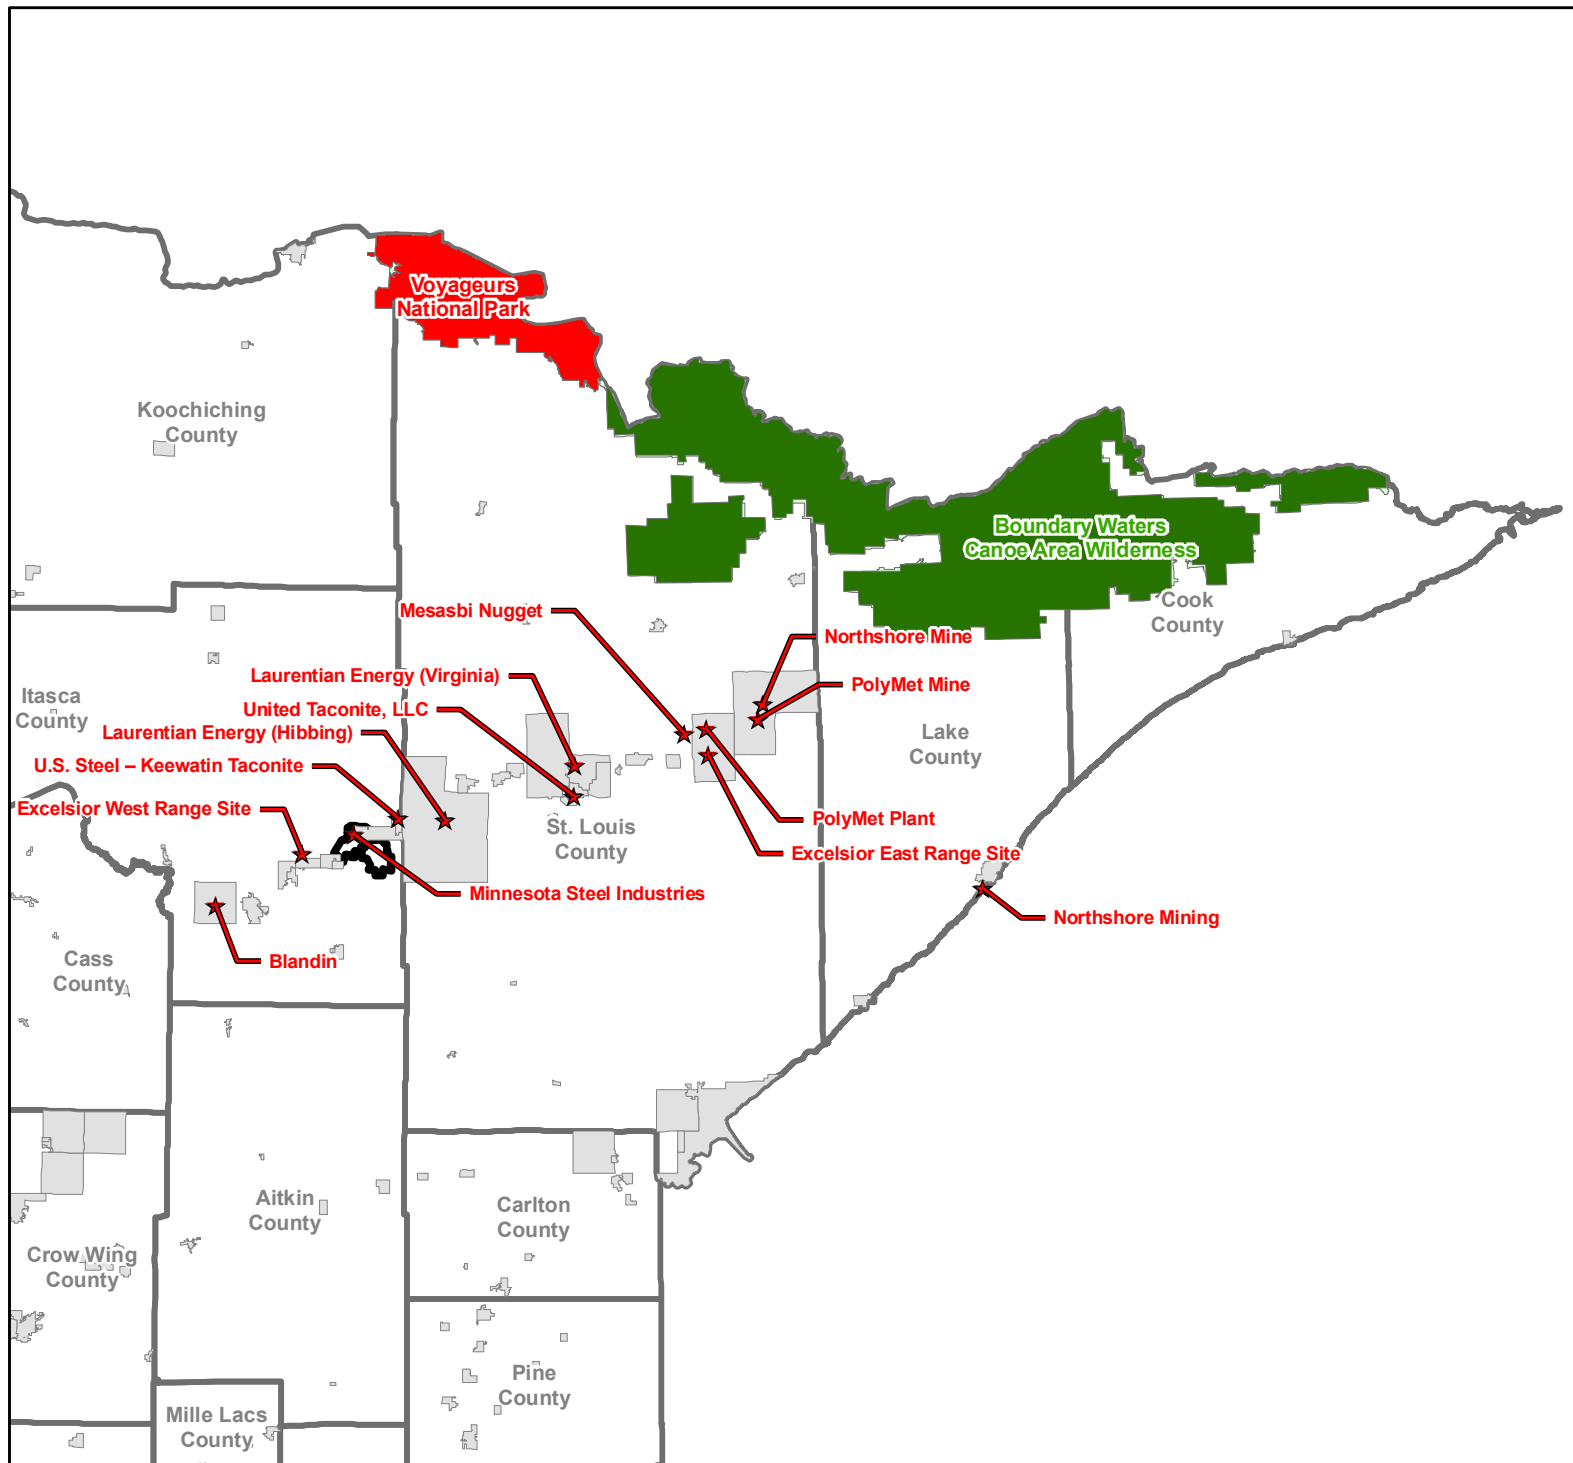 Voyageurs
National Park
Koochiching
County
Boundary Waters
Canoe Area Wilderness
Cook
County
Mesasbi Nugget
Northshore Mine
Laurentian Energy (Virginia)
PolyMet Mine
Itasca
County
United Taconite, LLC
Laurentian Energy (Hibbing)
Lake
County
U.S. Steel – Keewatin Taconite
Excelsior West Range Site
PolyMet Plant
St. Louis
County
Excelsior East Range Site
Minnesota Steel Industries
Northshore Mining
Cass
County
Blandin
Aitkin
County
Carlton
County
Crow Wing
County
Pine
County
Mille Lacs
County